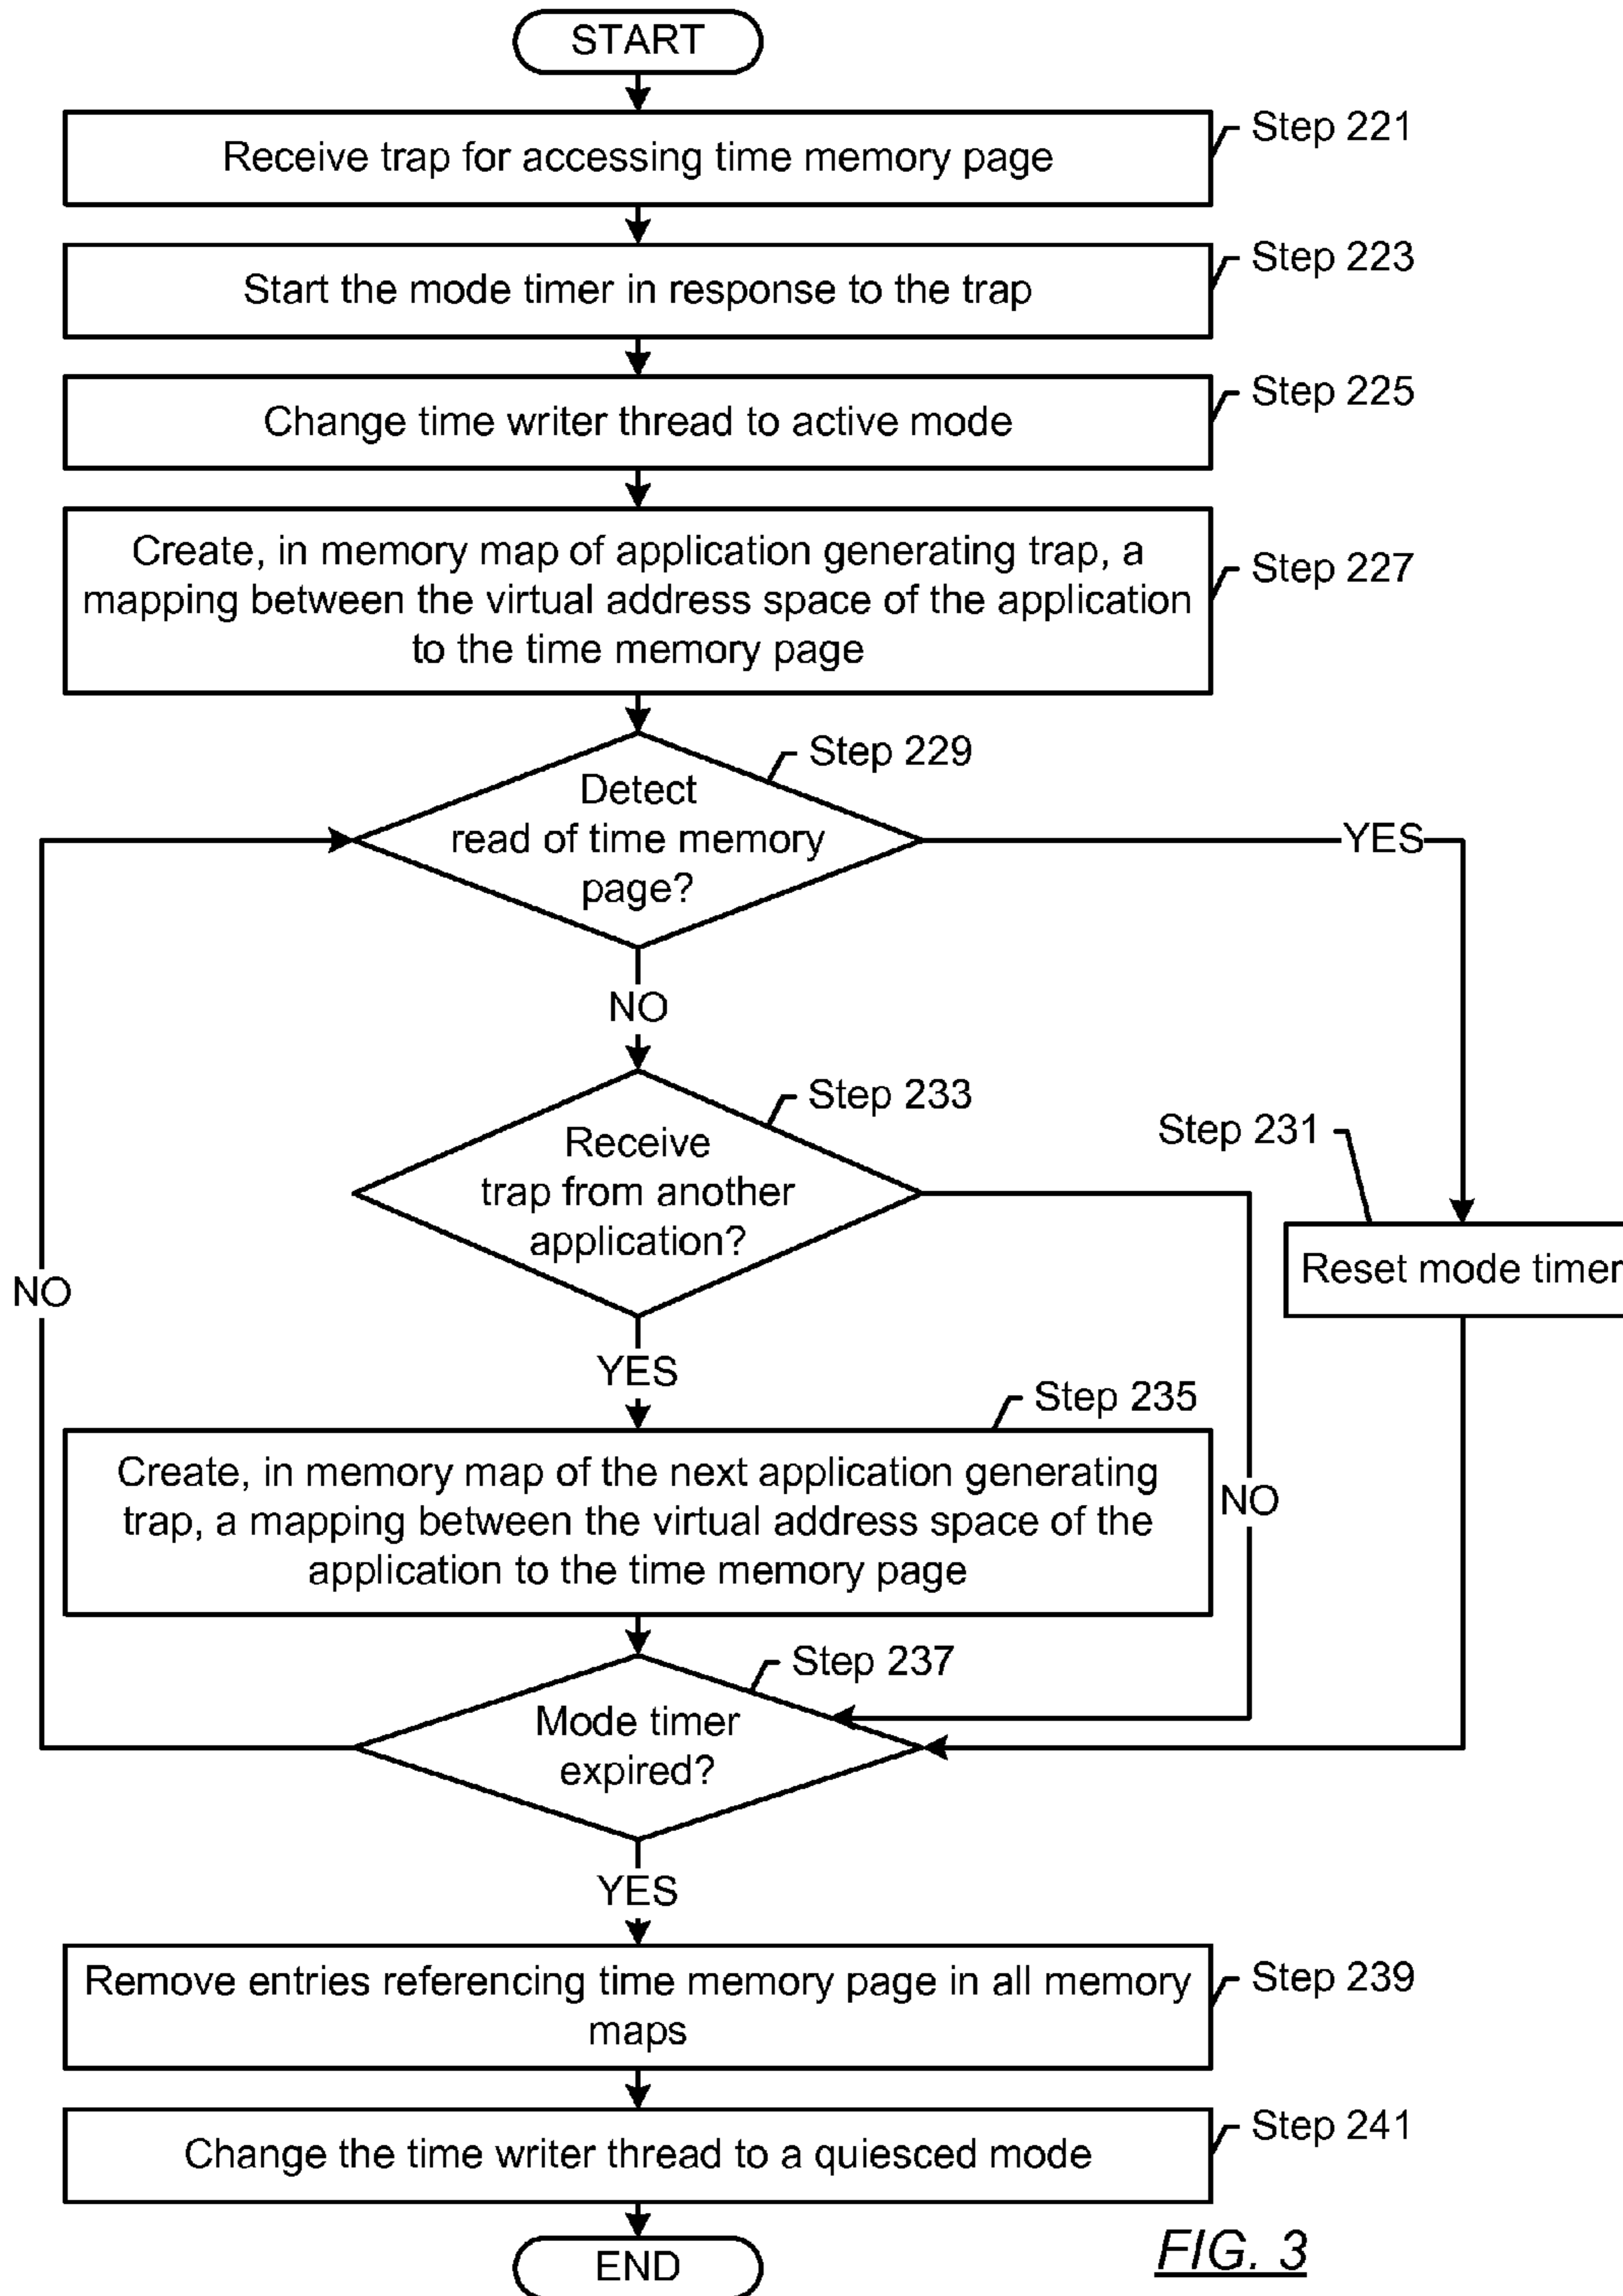 START
Receive trap for accessing time memory page
Step 221
Start the mode timer in response to the trap
Step 223
Change time writer thread to active mode
Step 225
Create, in memory map of application generating trap, a
mapping between the virtual address space of the application
to the time memory page
Step 227
Step 229
Detect
read of time memory
page?
YES
NO
Step 233
Receive
trap from another
application?
Step 231
Reset mode timer
NO
YES
Step 235
Create, in memory map of the next application generating
trap, a mapping between the virtual address space of the
application to the time memory page
NO
Step 237
Mode timer
expired?
YES
Remove entries referencing time memory page in all memory
maps
Step 239
Change the time writer thread to a quiesced mode
Step 241
END
FIG. 3